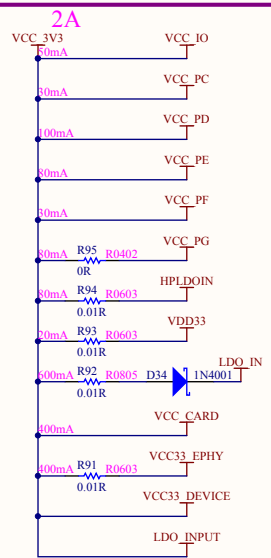 2A
VCC_3V3
50mA VCC_IO
30mA VCC_PC
100mA VCC_PD
80mA VCC_PE
30mA VCC_PF
80mA R95 R0402 VCC_PG
0R
80mA R94 R0603 HPLDOIN
0.01R
20mA R93 R0603 VDD33
0.01R
LDO_IN
600mA R92 R0805 D34 1N4001
0.01R
400mA VCC_CARD
400mA R91 R0603 VCC33_EPHY
0.01R
VCC33_DEVICE
LDO_INPUT